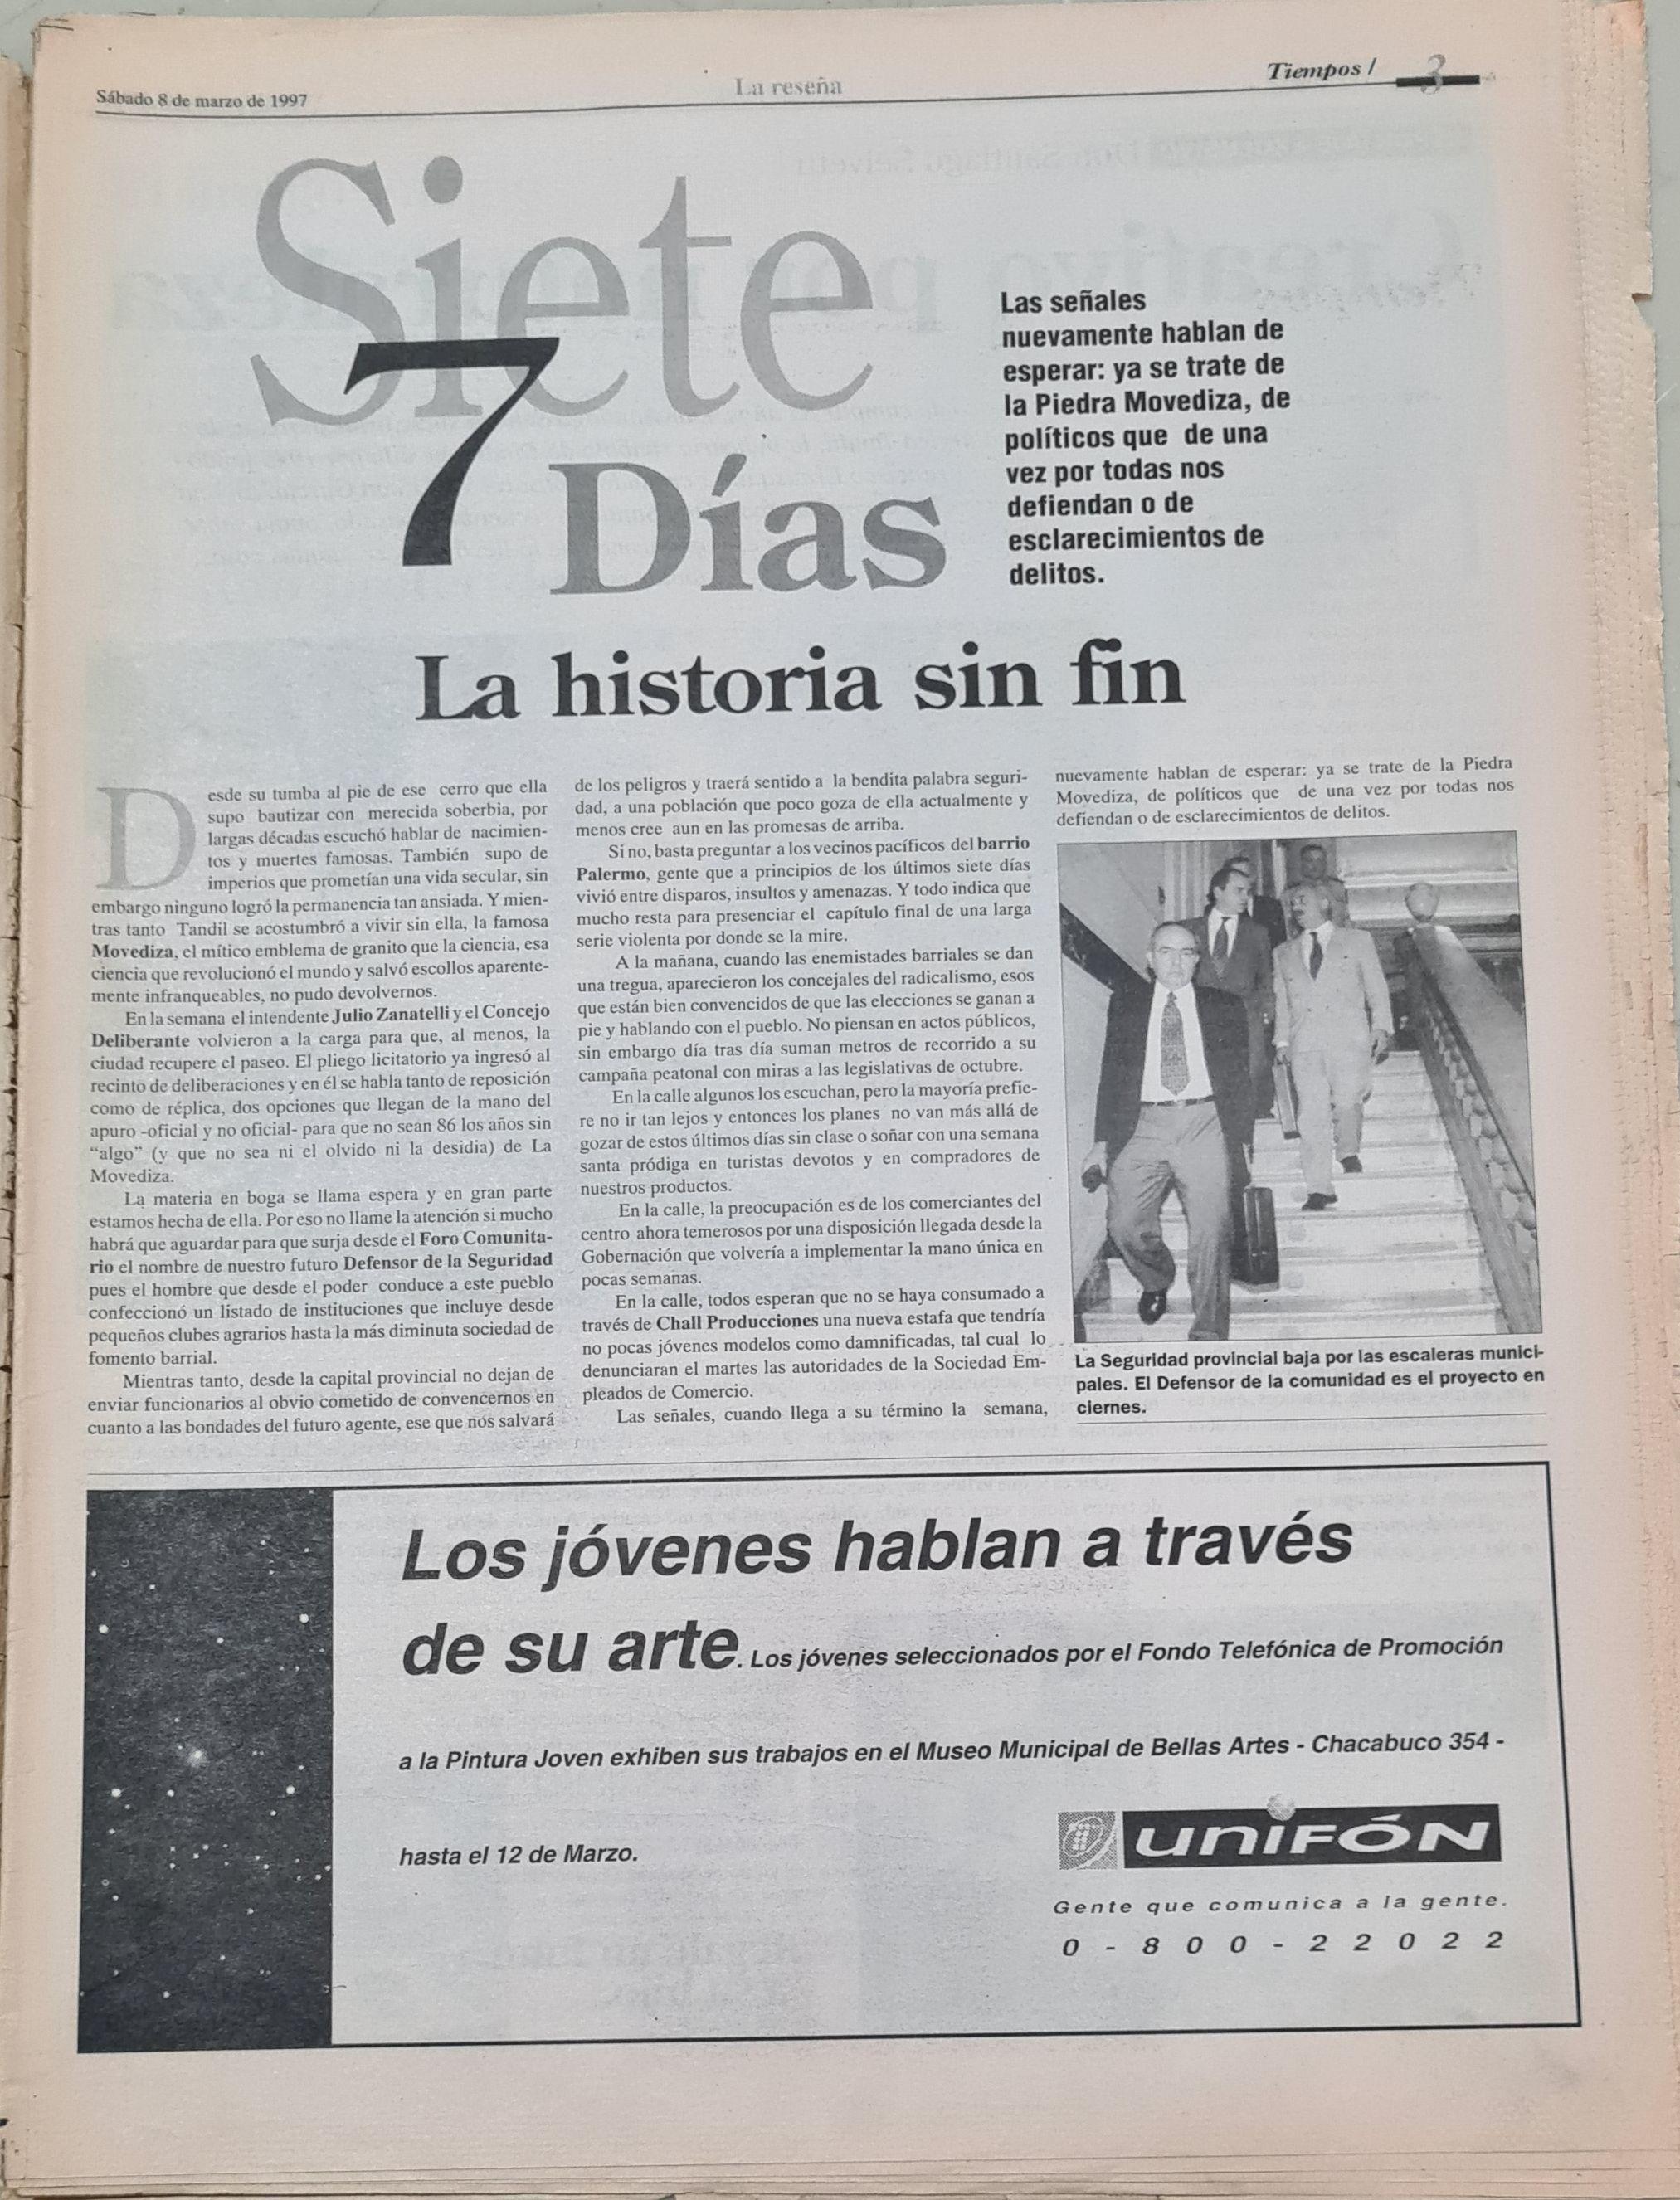 Sábado 8 de marzo de 1997
La reseña
Tiempos /
3
Siete
7
Días
Las señales
nuevamente hablan de
esperar: ya se trate de
la Piedra Movediza, de
políticos que de una
vez por todas nos
defiendan o de
esclarecimientos de
delitos.
La historia sin fin
Desde su tumba al pie de ese cerro que ella
supo bautizar con merecida soberbia, por
largas décadas escuchó hablar de nacimien-
tos y muertes famosas. También supo de
imperios que prometían una vida secular, sin
embargo ninguno logró la permanencia tan ansiada. Y mien-
tras tanto Tandil se acostumbró a vivir sin ella, la famosa
Movediza, el mítico emblema de granito que la ciencia, esa
ciencia que revolucionó el mundo y salvó escollos aparente-
mente infranqueables, no pudo devolvernos.
En la semana el intendente Julio Zanatelli y el Concejo
Deliberante volvieron a la carga para que, al menos, la
ciudad recupere el paseo. El pliego licitatorio ya ingresó al
recinto de deliberaciones y en él se habla tanto de reposición
como de réplica, dos opciones que llegan de la mano del
apuro -oficial y no oficial- para que no sean 86 los años sin
“algo” (y que no sea ni el olvido ni la desidia) de La
Movediza.
La materia en boga se llama espera y en gran parte
estamos hecha de ella. Por eso no llame la atención si mucho
habrá que aguardar para que surja desde el Foro Comunita-
rio el nombre de nuestro futuro Defensor de la Seguridad
pues el hombre que desde el poder conduce a este pueblo
confeccionó un listado de instituciones que incluye desde
pequeños clubes agrarios hasta la más diminuta sociedad de
fomento barrial.
Mientras tanto, desde la capital provincial no dejan de
enviar funcionarios al obvio cometido de convencernos en
cuanto a las bondades del futuro agente, ese que nos salvará
de los peligros y traerá sentido a la bendita palabra seguri-
dad, a una población que poco goza de ella actualmente y
menos cree aun en las promesas de arriba.
Si no, basta preguntar a los vecinos pacíficos del barrio
Palermo, gente que a principios de los últimos siete días
vivió entre disparos, insultos y amenazas. Y todo indica que
mucho resta para presenciar el capítulo final de una larga
serie violenta por donde se la mire.
A la mañana, cuando las enemistades barriales se dan
una tregua, aparecieron los concejales del radicalismo, esos
que están bien convencidos de que las elecciones se ganan a
pie y hablando con el pueblo. No piensan en actos públicos,
sin embargo día tras día suman metros de recorrido a su
campaña peatonal con miras a las legislativas de octubre.
En la calle algunos los escuchan, pero la mayoría prefie-
re no ir tan lejos y entonces los planes no van más allá de
gozar de estos últimos días sin clase o soñar con una semana
santa pródiga en turistas devotos y en compradores de
nuestros productos.
En la calle, la preocupación es de los comerciantes del
centro ahora temerosos por una disposición llegada desde la
Gobernación que volvería a implementar la mano única en
pocas semanas.
En la calle, todos esperan que no se haya consumado a
través de Chall Producciones una nueva estafa que tendría
no pocas jóvenes modelos como damnificadas, tal cual lo
denunciaran el martes las autoridades de la Sociedad Em-
pleados de Comercio.
Las señales, cuando llega a su término la semana,
nuevamente hablan de esperar: ya se trate de la Piedra
Movediza, de políticos que de una vez por todas nos
defiendan o de esclarecimientos de delitos.
La Seguridad provincial baja por las escaleras munici-
pales. El Defensor de la comunidad es el proyecto en
ciernes.
Los jóvenes hablan a través
de su arte. Los jóvenes seleccionados por el Fondo Telefónica de Promoción
a la Pintura Joven exhiben sus trabajos en el Museo Municipal de Bellas Artes - Chacabuco 354 -
hasta el 12 de Marzo.
UNIFÓN
Gente que comunica a la gente.
0 - 8 0 0 - 2 2 0 2 2